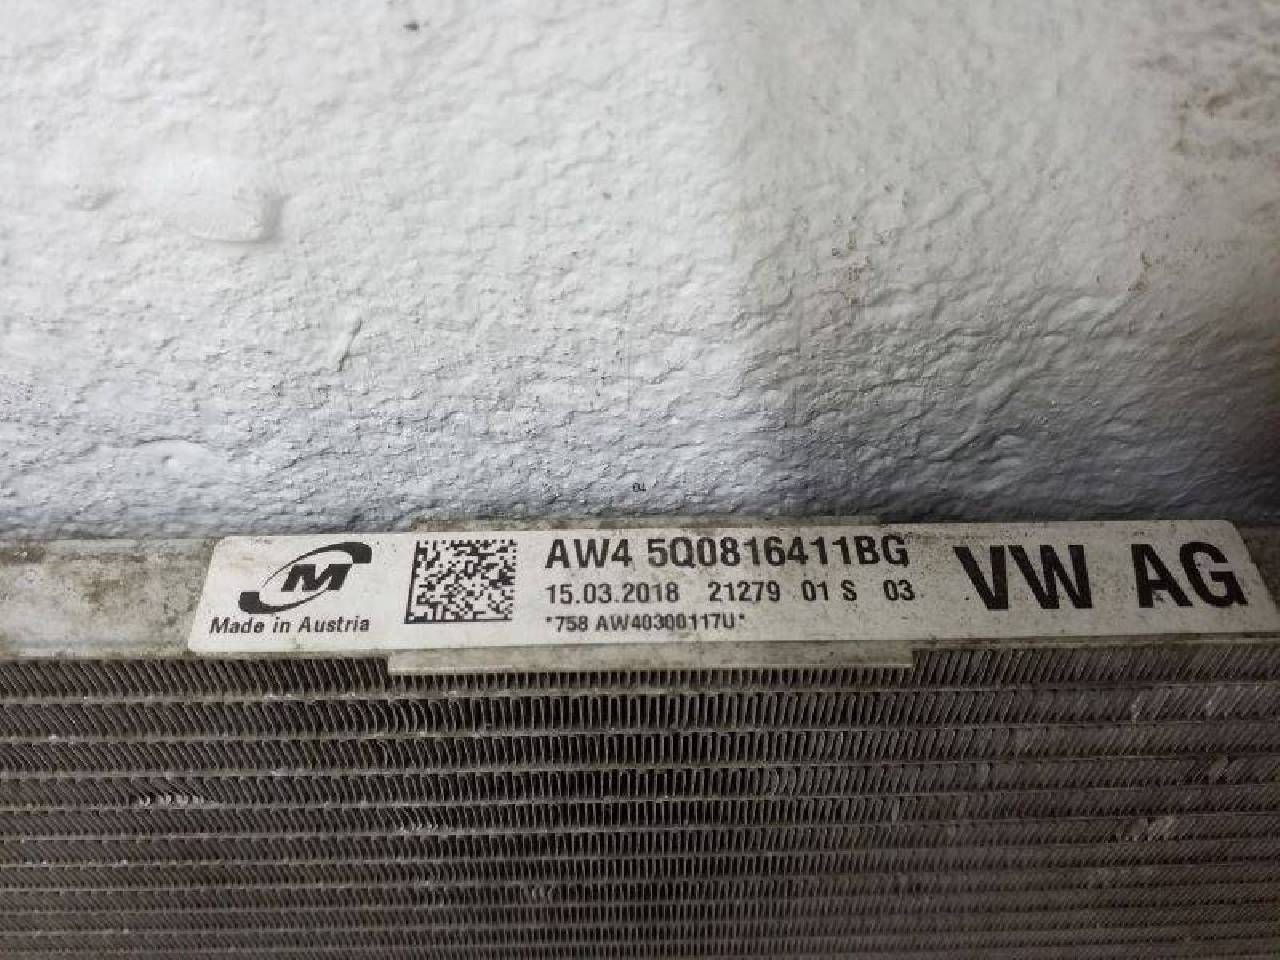 M
Made in Austria
AW4 5Q0816411BG
15.03.2018 21279 01 S 03
*758 AW40300117U*
VW AG